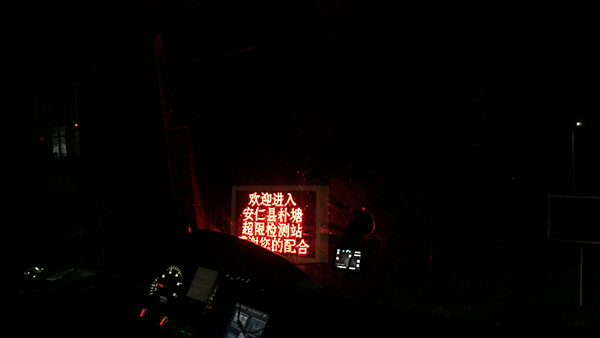 欢迎进入
安仁县朴塘
超限检测站
谢您的配合